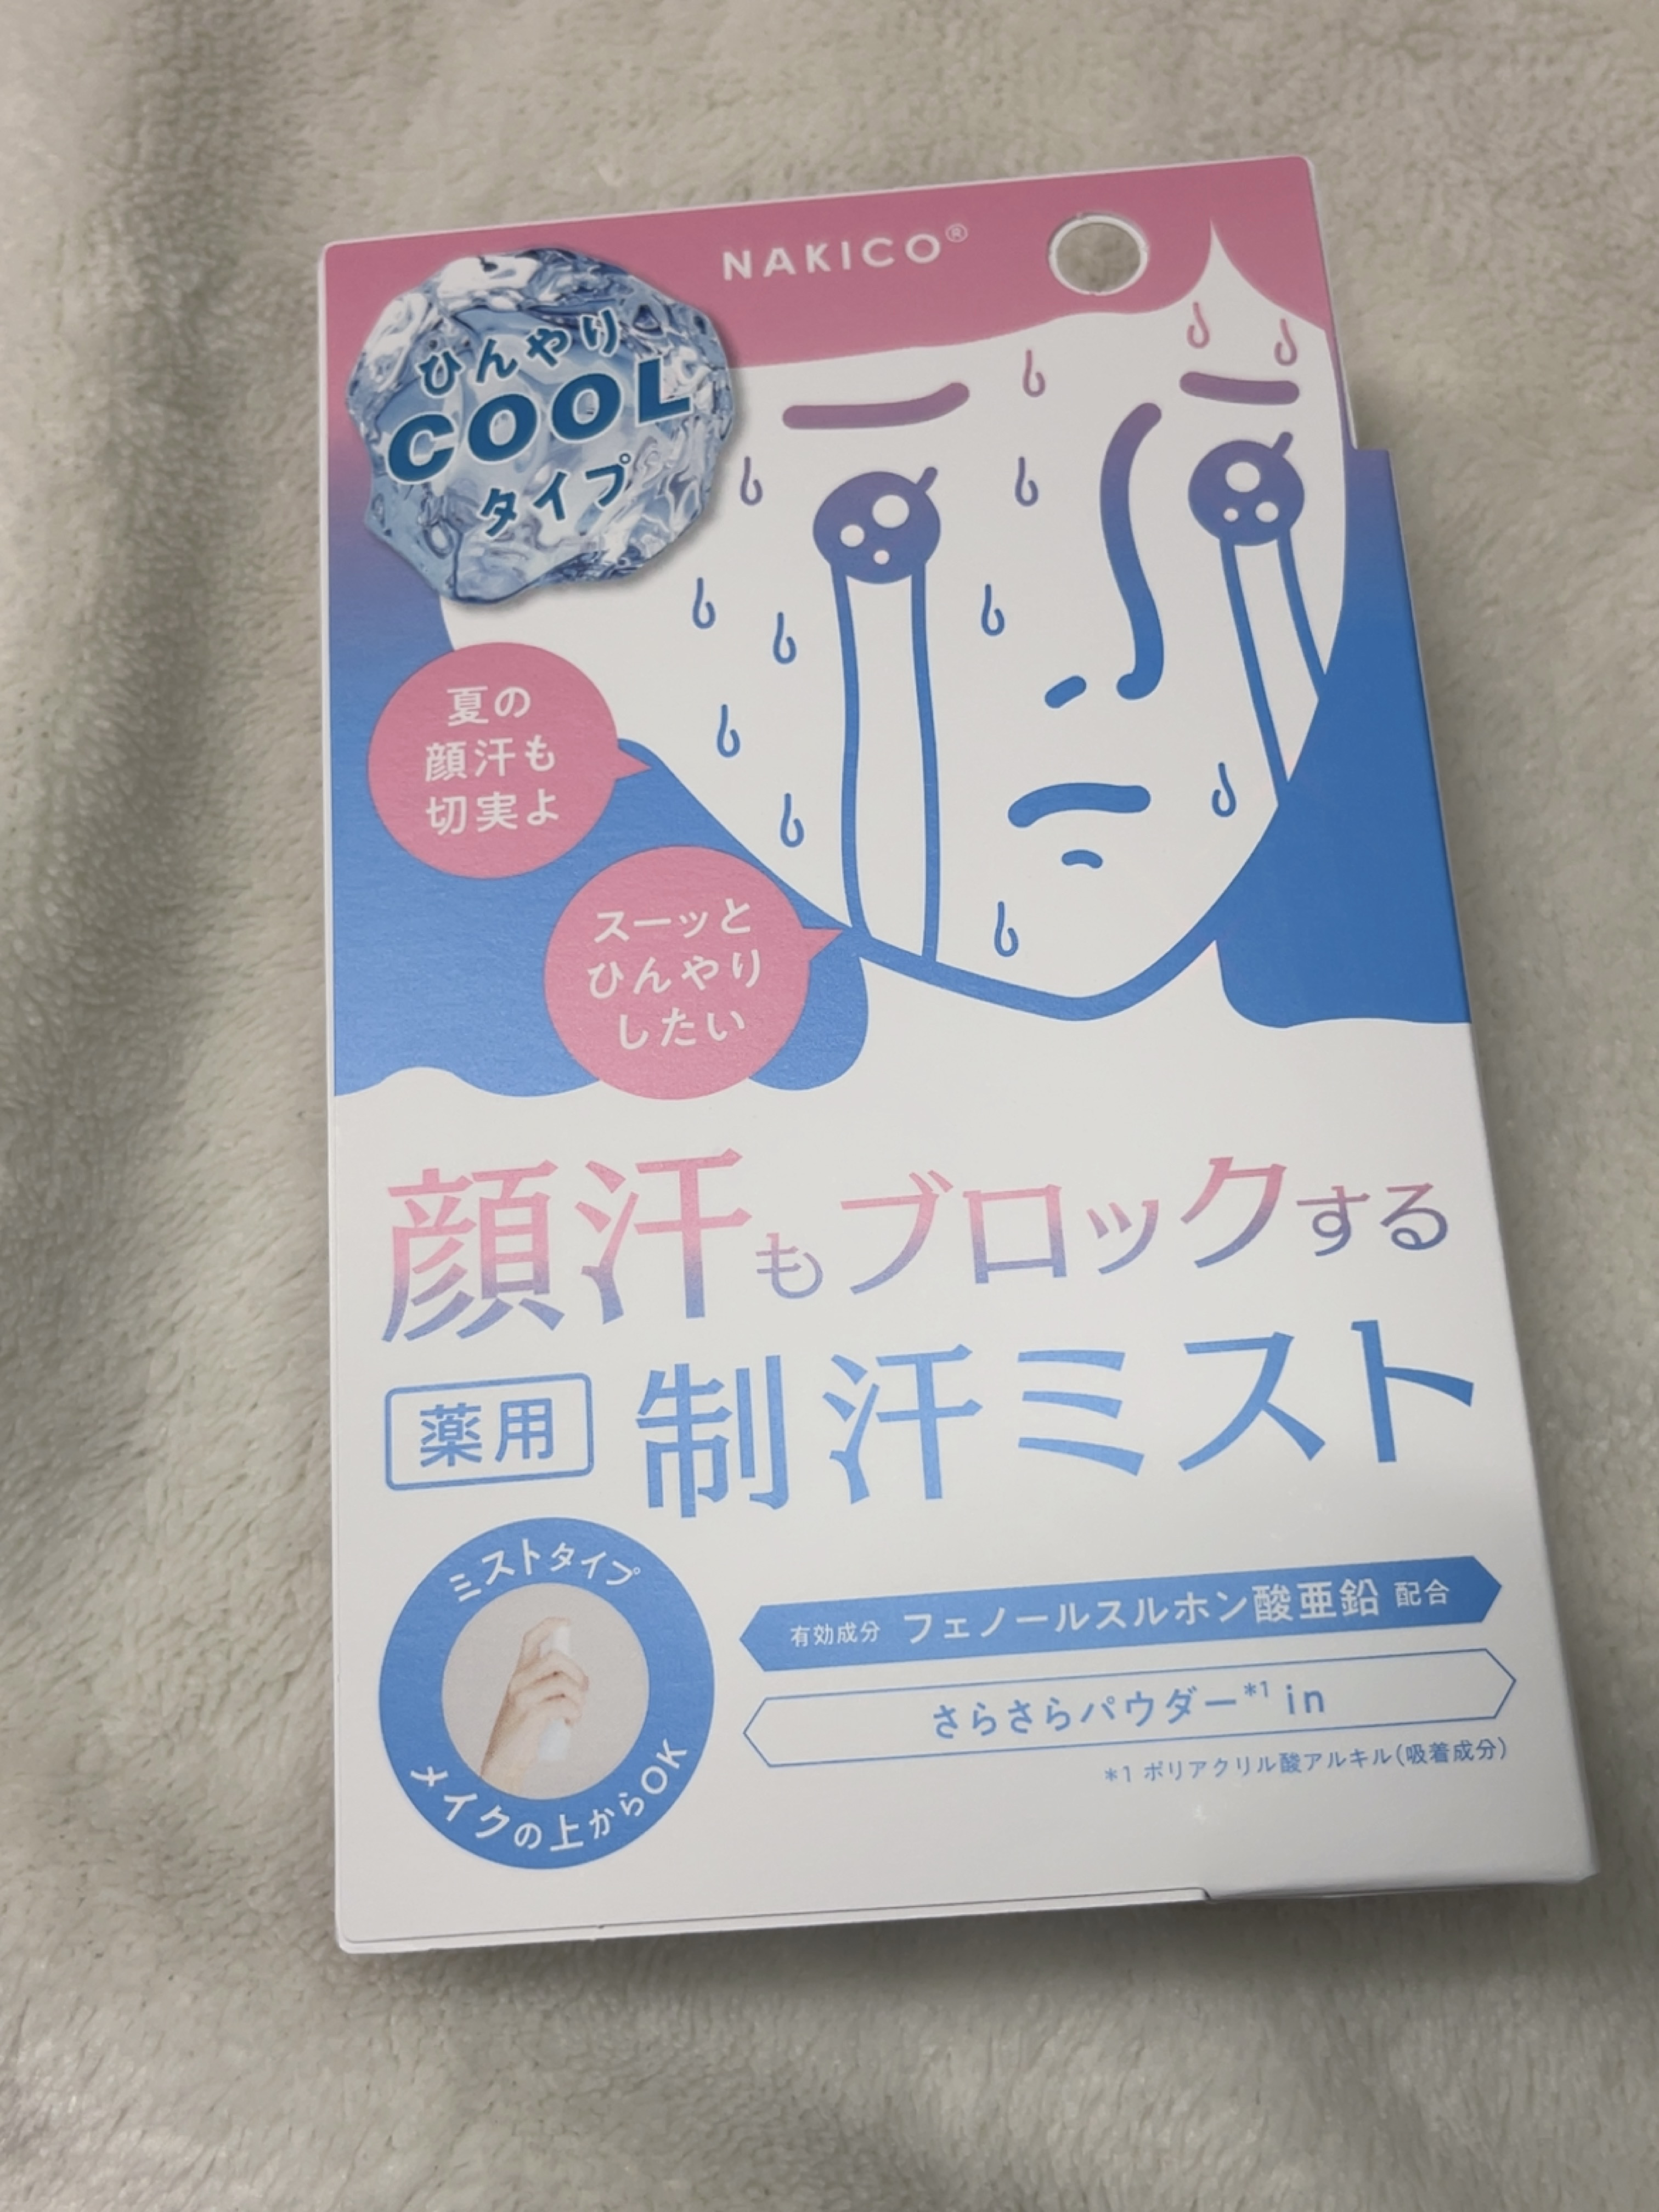 NAKICO®
ひんやり
COOL
タイプ
夏の
顔汗も
切実よ
スーッと
ひんやり
したい
顔汗もブロックする
薬用 制汗ミスト
ミストタイプ
メイクの上からOK
有効成分 フェノールスルホン酸亜鉛 配合
さらさらパウダー*1 in
*1 ポリアクリル酸アルキル(吸着成分)